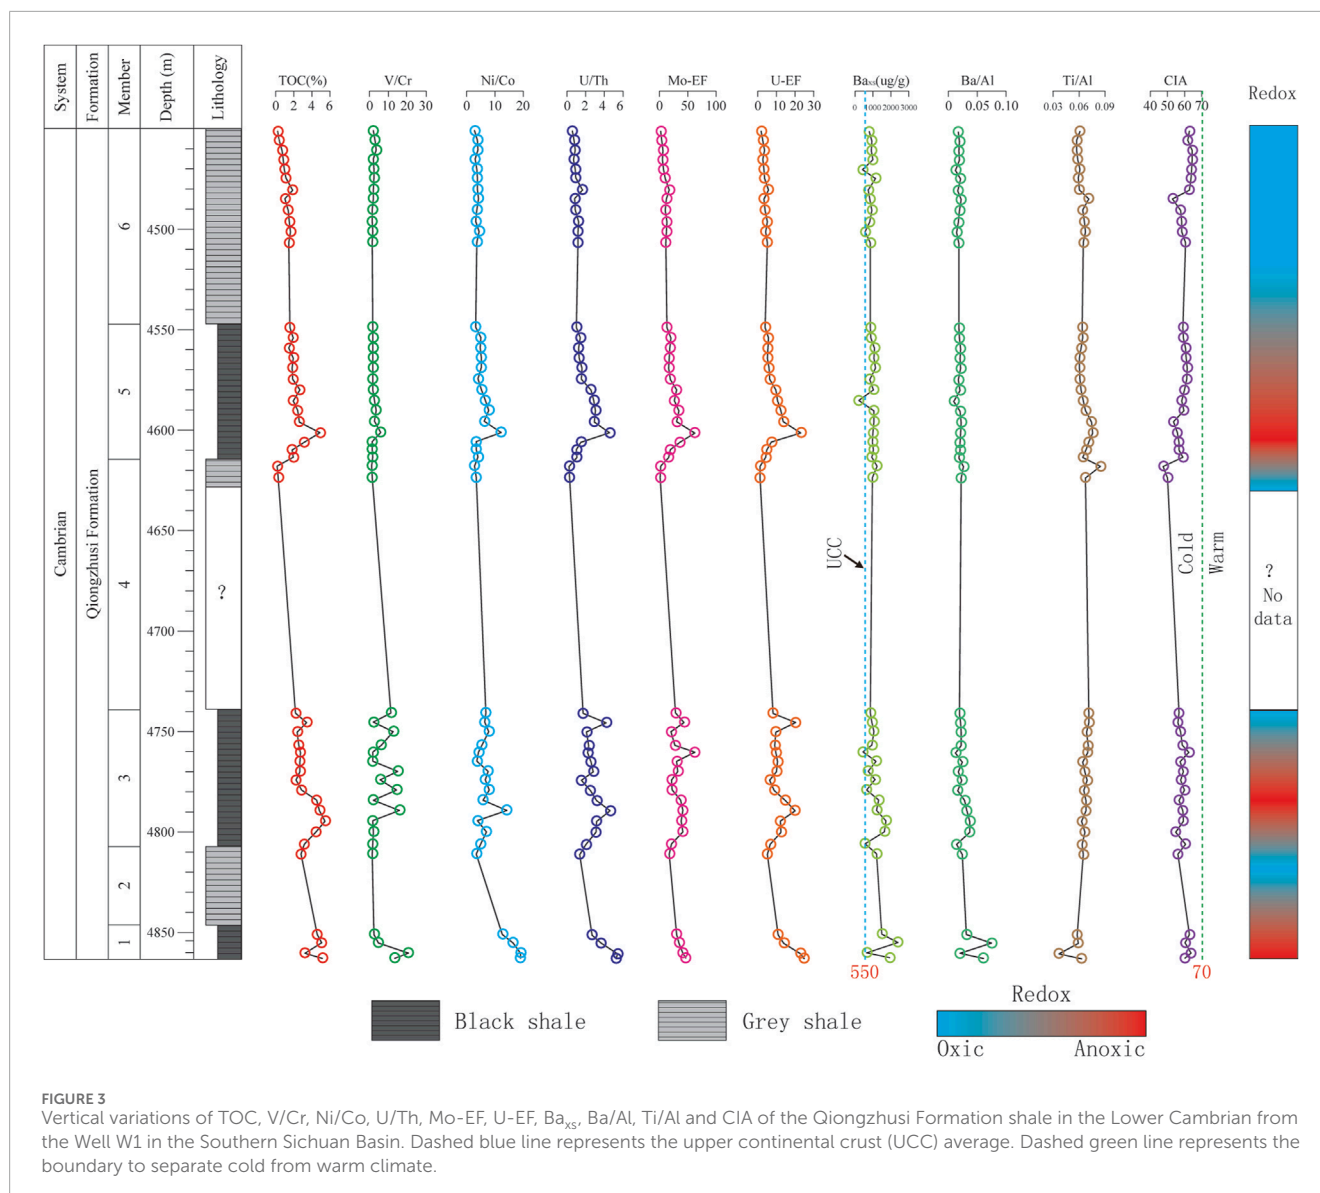 System
Formation
Member
Depth (m)
Lithology
TOC(%)
0 2 4 6
V/Cr
0 10 20 30
Ni/Co
0 10 20
U/Th
0 2 4 6
Mo-EF
0 50 100
U-EF
0 10 20 30
Baxs(ug/g)
0 1000 2000 3000
Ba/Al
0 0.05 0.10
Ti/Al
0.03 0.06 0.09
CIA
40 50 60 70
Redox
Cambrian
Qiongzhusi Formation
6
5
4
3
2
1
4500
4550
4600
4650
4700
4750
4800
4850
?
UCC
Cold
Warm
?
No
data
550
70
Black shale
Grey shale
Redox
Oxic
Anoxic
FIGURE 3
Vertical variations of TOC, V/Cr, Ni/Co, U/Th, Mo-EF, U-EF, Baxs, Ba/Al, Ti/Al and CIA of the Qiongzhusi Formation shale in the Lower Cambrian from
the Well W1 in the Southern Sichuan Basin. Dashed blue line represents the upper continental crust (UCC) average. Dashed green line represents the
boundary to separate cold from warm climate.